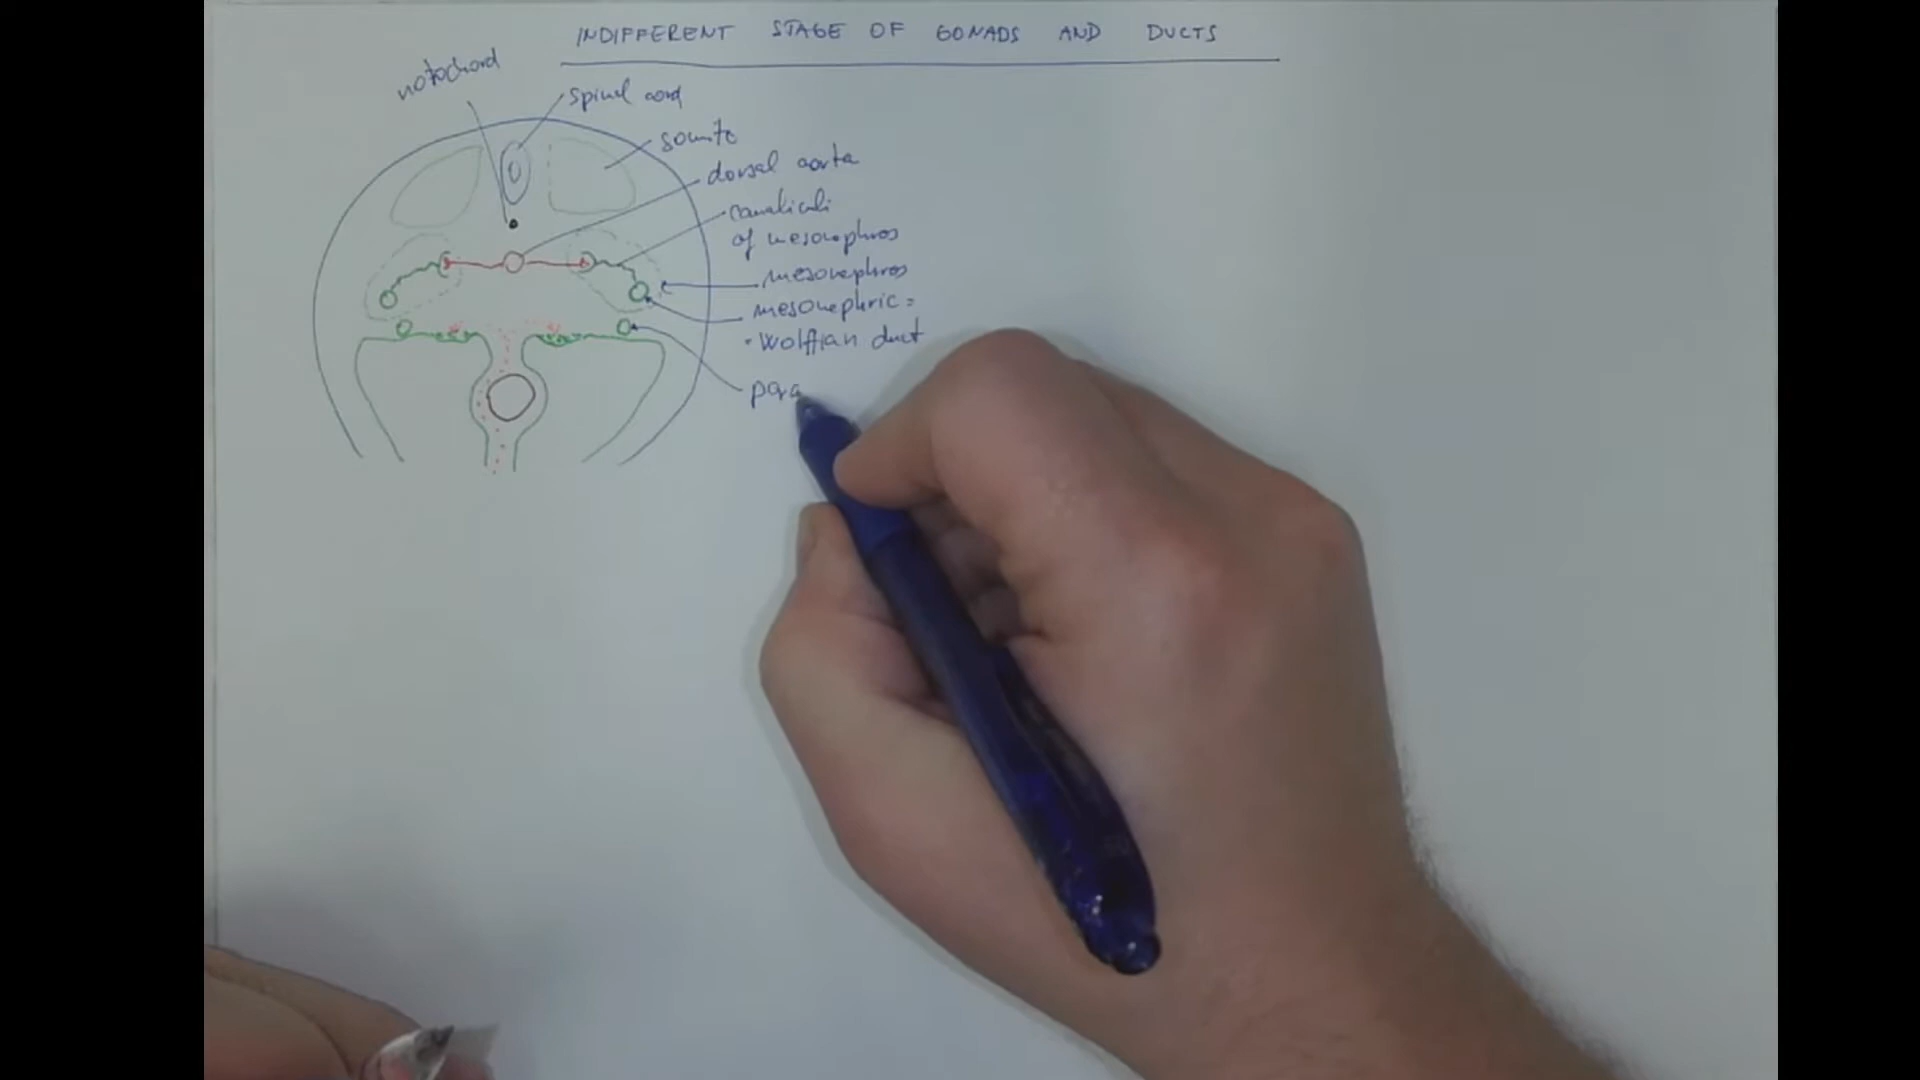 INDIFFERENT STAGE OF GONADS AND DUCTS
notochord
spinal cord
somite
dorsal aorta
canaliculi
of mesonephros
mesonephros
mesonephric =
= Wolffian duct
para